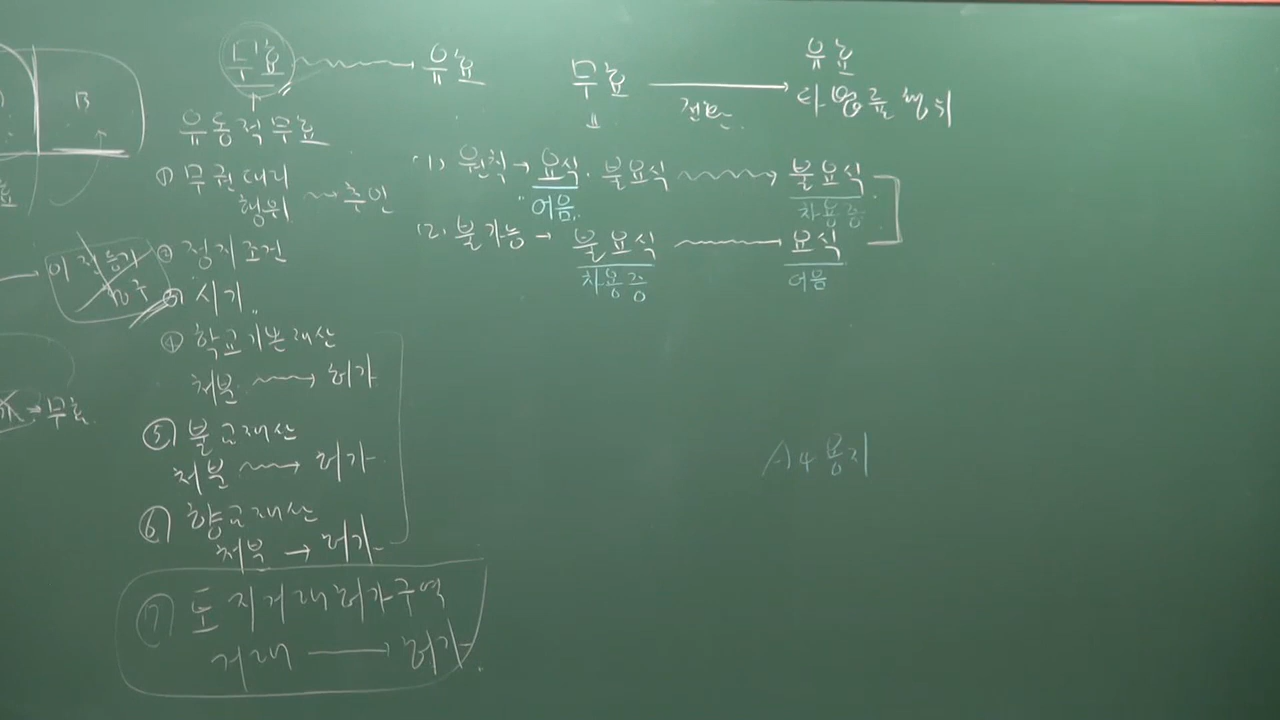 B
무효 → 유효
유동적무효
① 무권대리
행위 → 추인
② 정지조건
③ 시기
④ 학교기본재산
처분 → 허가
⑤ 불교재산
처분 → 허가
⑥ 향교재산
처분 → 허가
⑦ 토지거래허가구역
거래 → 허가
→ 무효
무효 → 유효
전환 다법률행위
(1) 원칙 → 요식·불요식 → 불요식
어음 차용증
(2) 불가능 → 불요식 → 요식
차용증 어음
A4용지